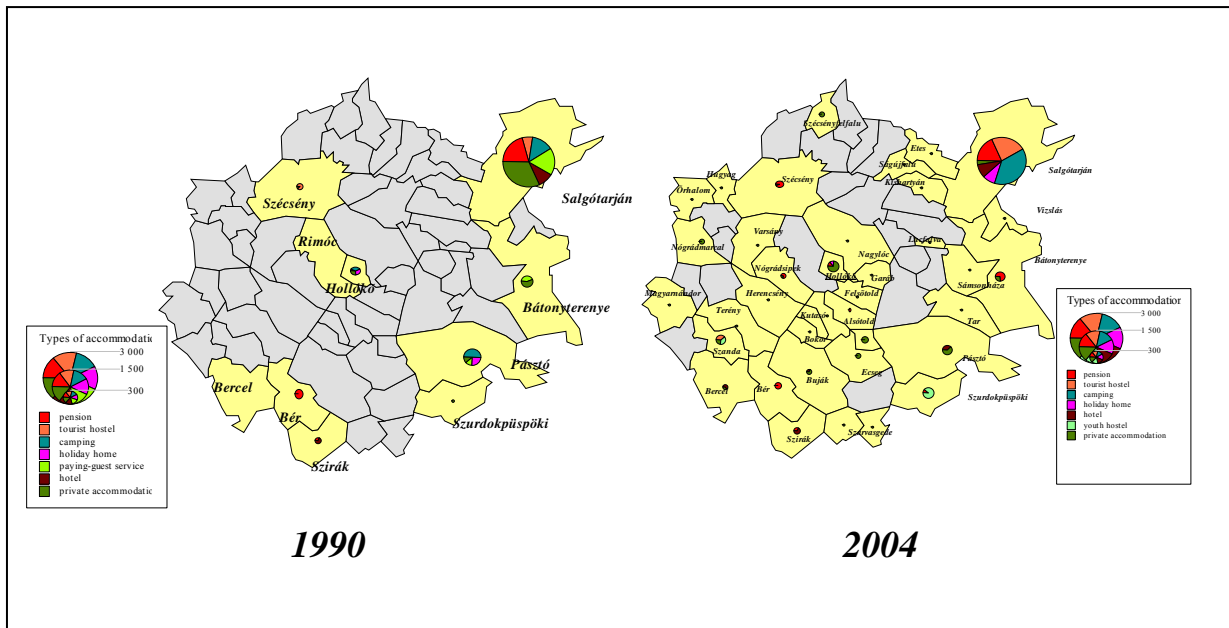 Salgótarján
Szécsény
Rimóc
Hollókő
Bátonyterenye
Pásztó
Bercel
Bér
Szurdokpüspöki
Szirák
Types of accommodatio
3 000
1 500
300
pension
tourist hostel
camping
holiday home
paying-guest service
hotel
private accommodatic
1990
Szécsényfelfalu
Etes
Ságújfalu
Salgótarján
Hugyag
Szécsény
Kishartyán
Őrhalom
Vizslás
Varsány
Lucfalva
Nógrádmarcal
Nagylóc
Bátonyterenye
Nógrádsipek
Hollókő
Garáb
Sámsonháza
Magyarnándor
Herencsény
Felsőtold
Terény
Kutasó
Alsótold
Tar
Bokor
Szanda
Pásztó
Ecseg
Bercel
Bér
Buják
Szurdokpüspöki
Szirák
Szarvasgede
Types of accommodation
3 000
1 500
300
pension
tourist hostel
camping
holiday home
hotel
youth hostel
private accommodation
2004